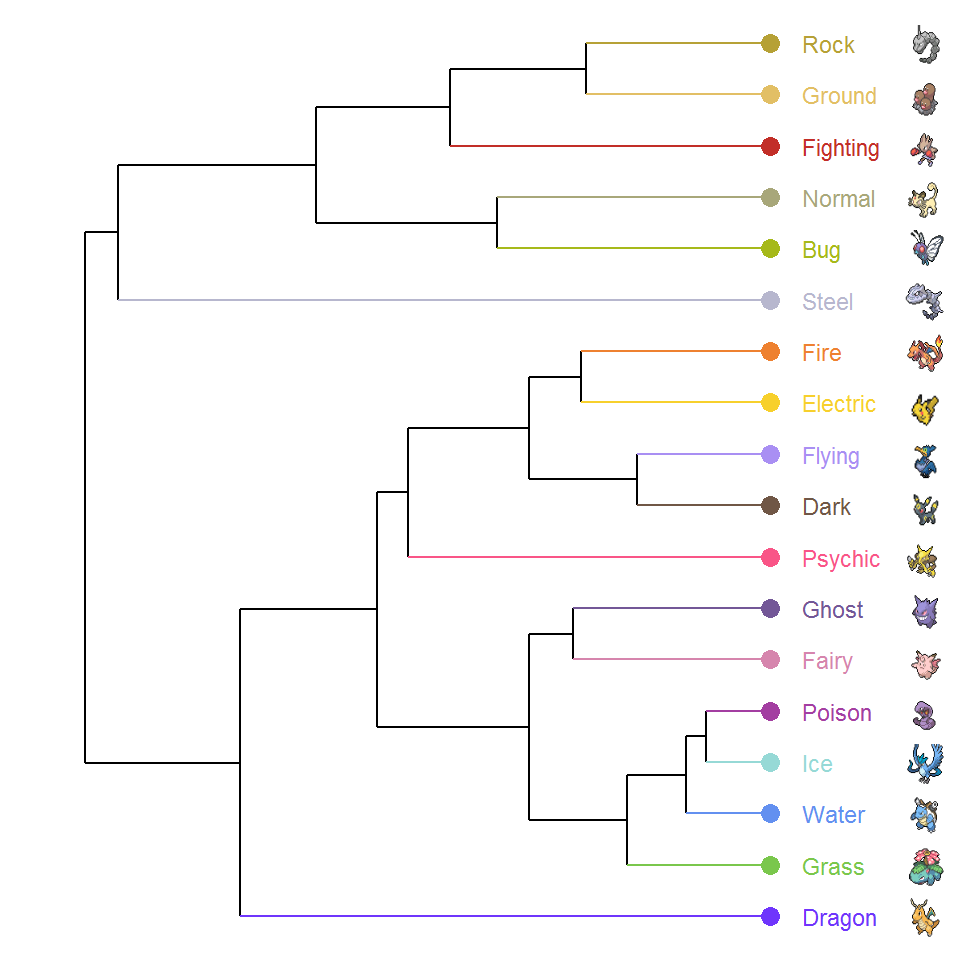 Rock
Ground
Fighting
Normal
Bug
Steel
Fire
Electric
Flying
Dark
Psychic
Ghost
Fairy
Poison
Ice
Water
Grass
Dragon